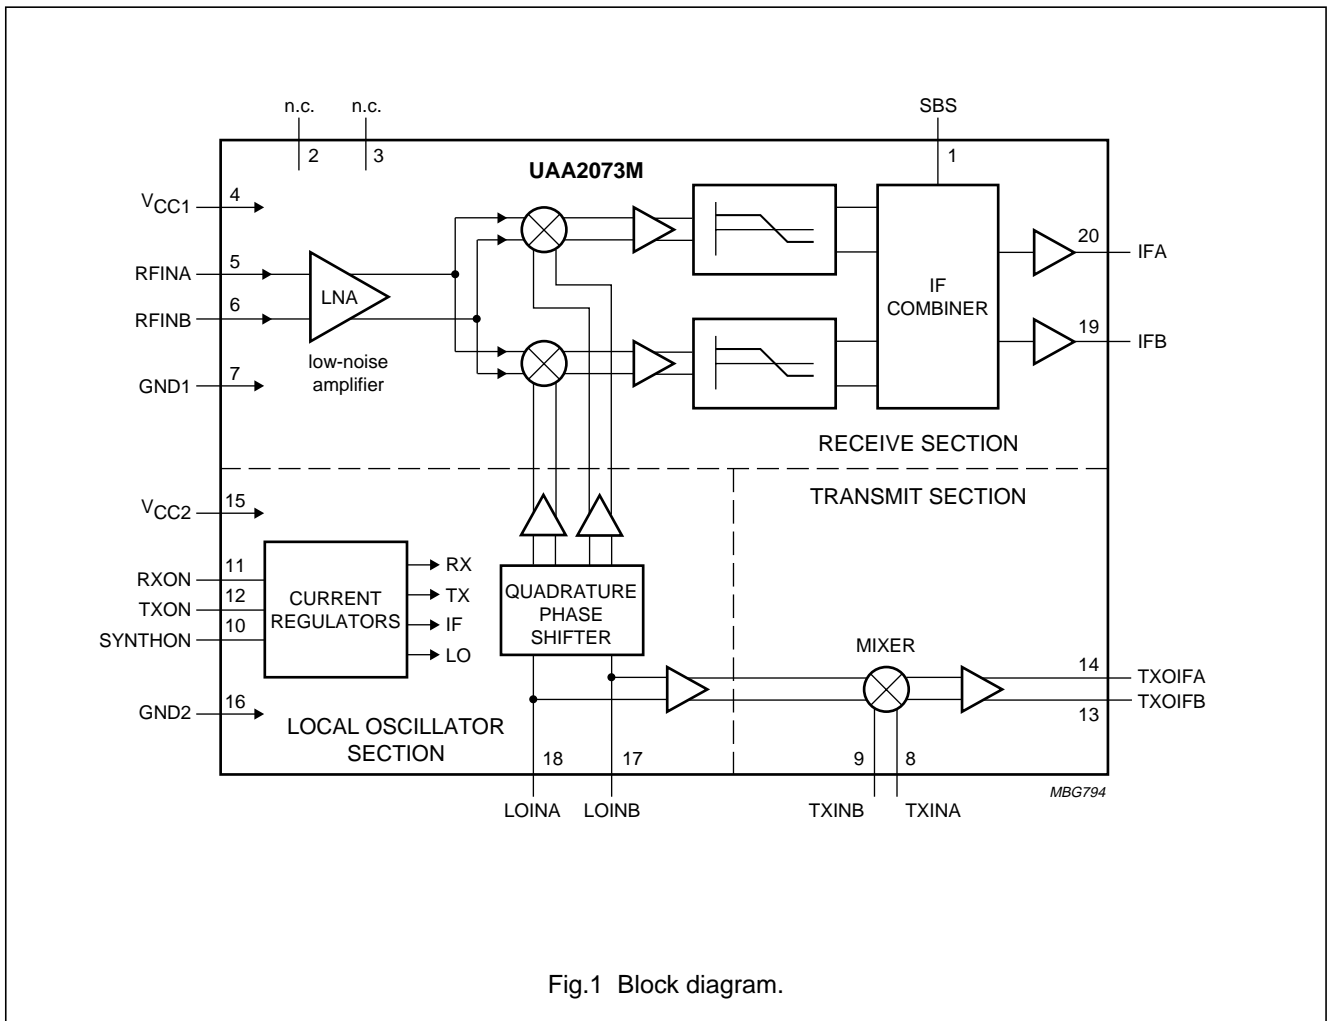 n.c. n.c. SBS
2 3 1
UAA2073M
VCC1 4
RFINA 5
LNA
RFINB 6
low-noise
amplifier
GND1 7
IF
COMBINER
20 IFA
19 IFB
RECEIVE SECTION
TRANSMIT SECTION
VCC2 15
RXON 11
TXON 12
SYNTHON 10
CURRENT
REGULATORS
RX
TX
IF
LO
QUADRATURE
PHASE
SHIFTER
GND2 16
LOCAL OSCILLATOR
SECTION
MIXER
14 TXOIFA
TXOIFB
13
18 17 9 8
LOINA LOINB TXINB TXINA
MBG794
Fig.1 Block diagram.